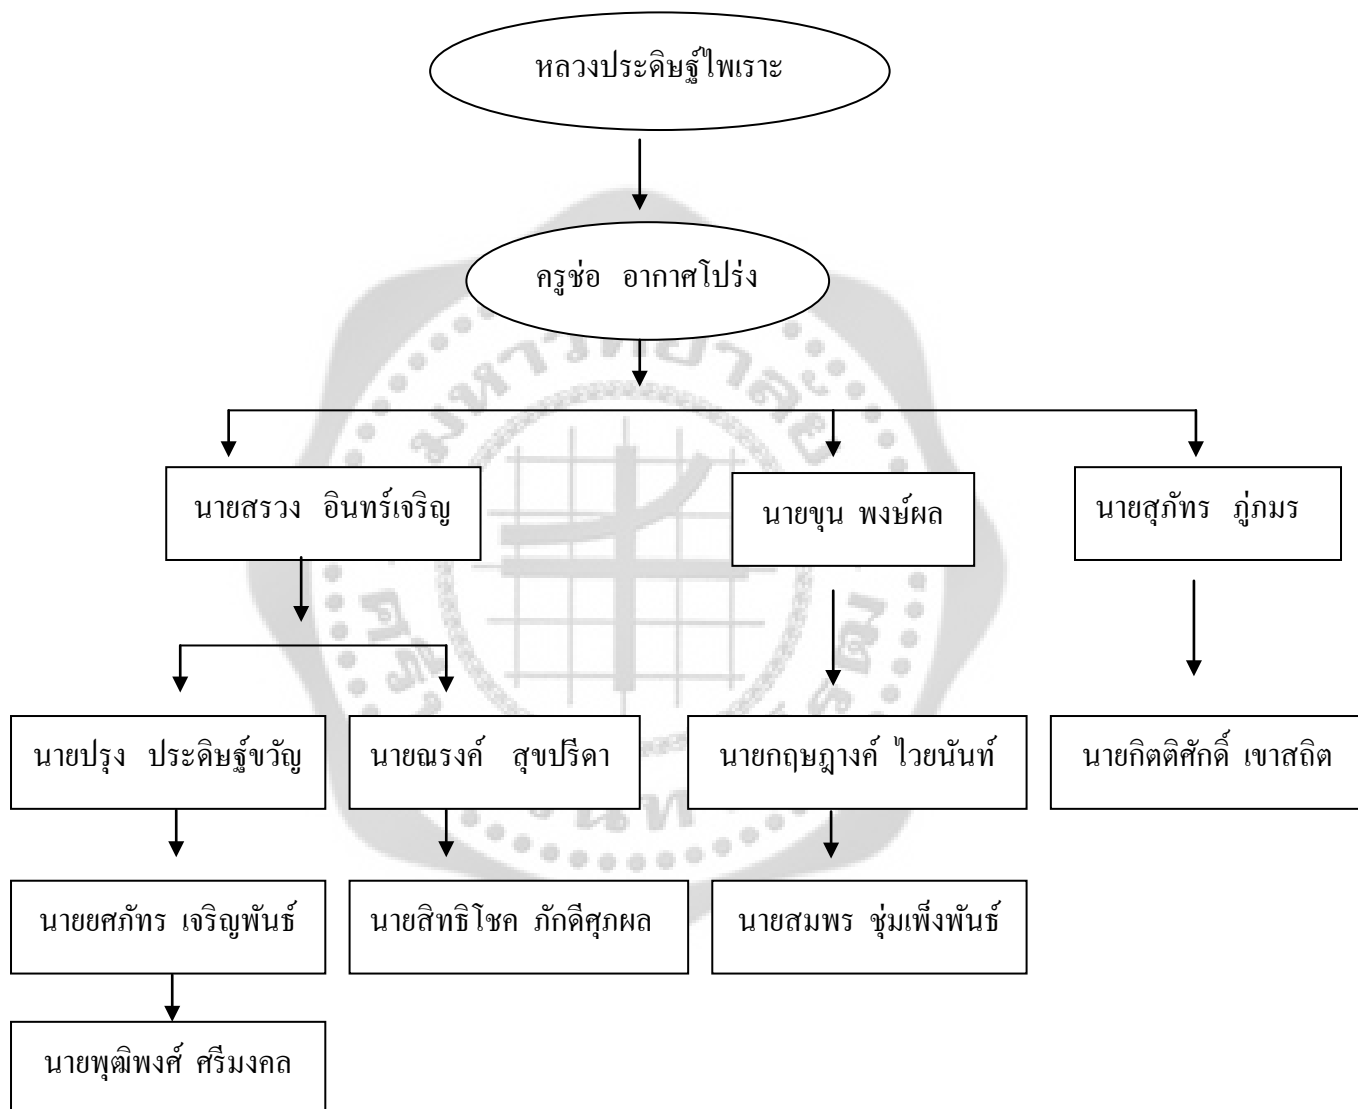 หลวงประดิษฐ์ไพเราะ
ครูช่อ อากาศโปร่ง
นายสรวง อินทร์เจริญ
นายขุน พงษ์ผล
นายสุภัทร ภู่ภมร
นายปรุง ประดิษฐ์ขวัญ
นายณรงค์ สุขปรีดา
นายกฤษฎางค์ ไวยนันท์
นายกิตติศักดิ์ เขาสถิต
นายยศภัทร เจริญพันธ์
นายสิทธิโชค ภักดีศุภผล
นายสมพร ชุ่มเพ็งพันธ์
นายพุฒิพงศ์ ศรีมงคล